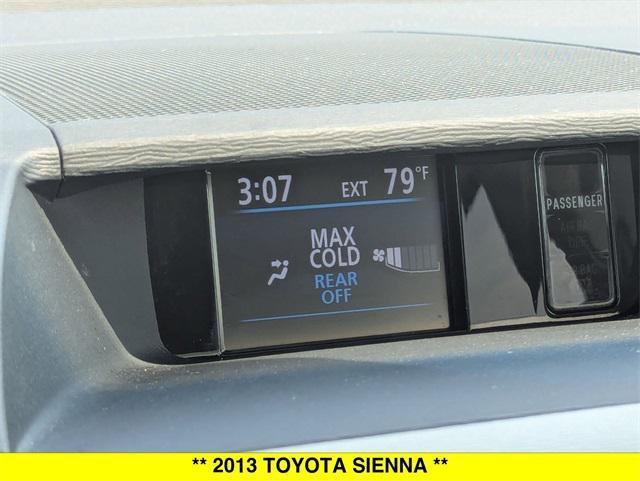 3:07 EXT 79°F
MAX
COLD
REAR
OFF
PASSENGER
** 2013 TOYOTA SIENNA **